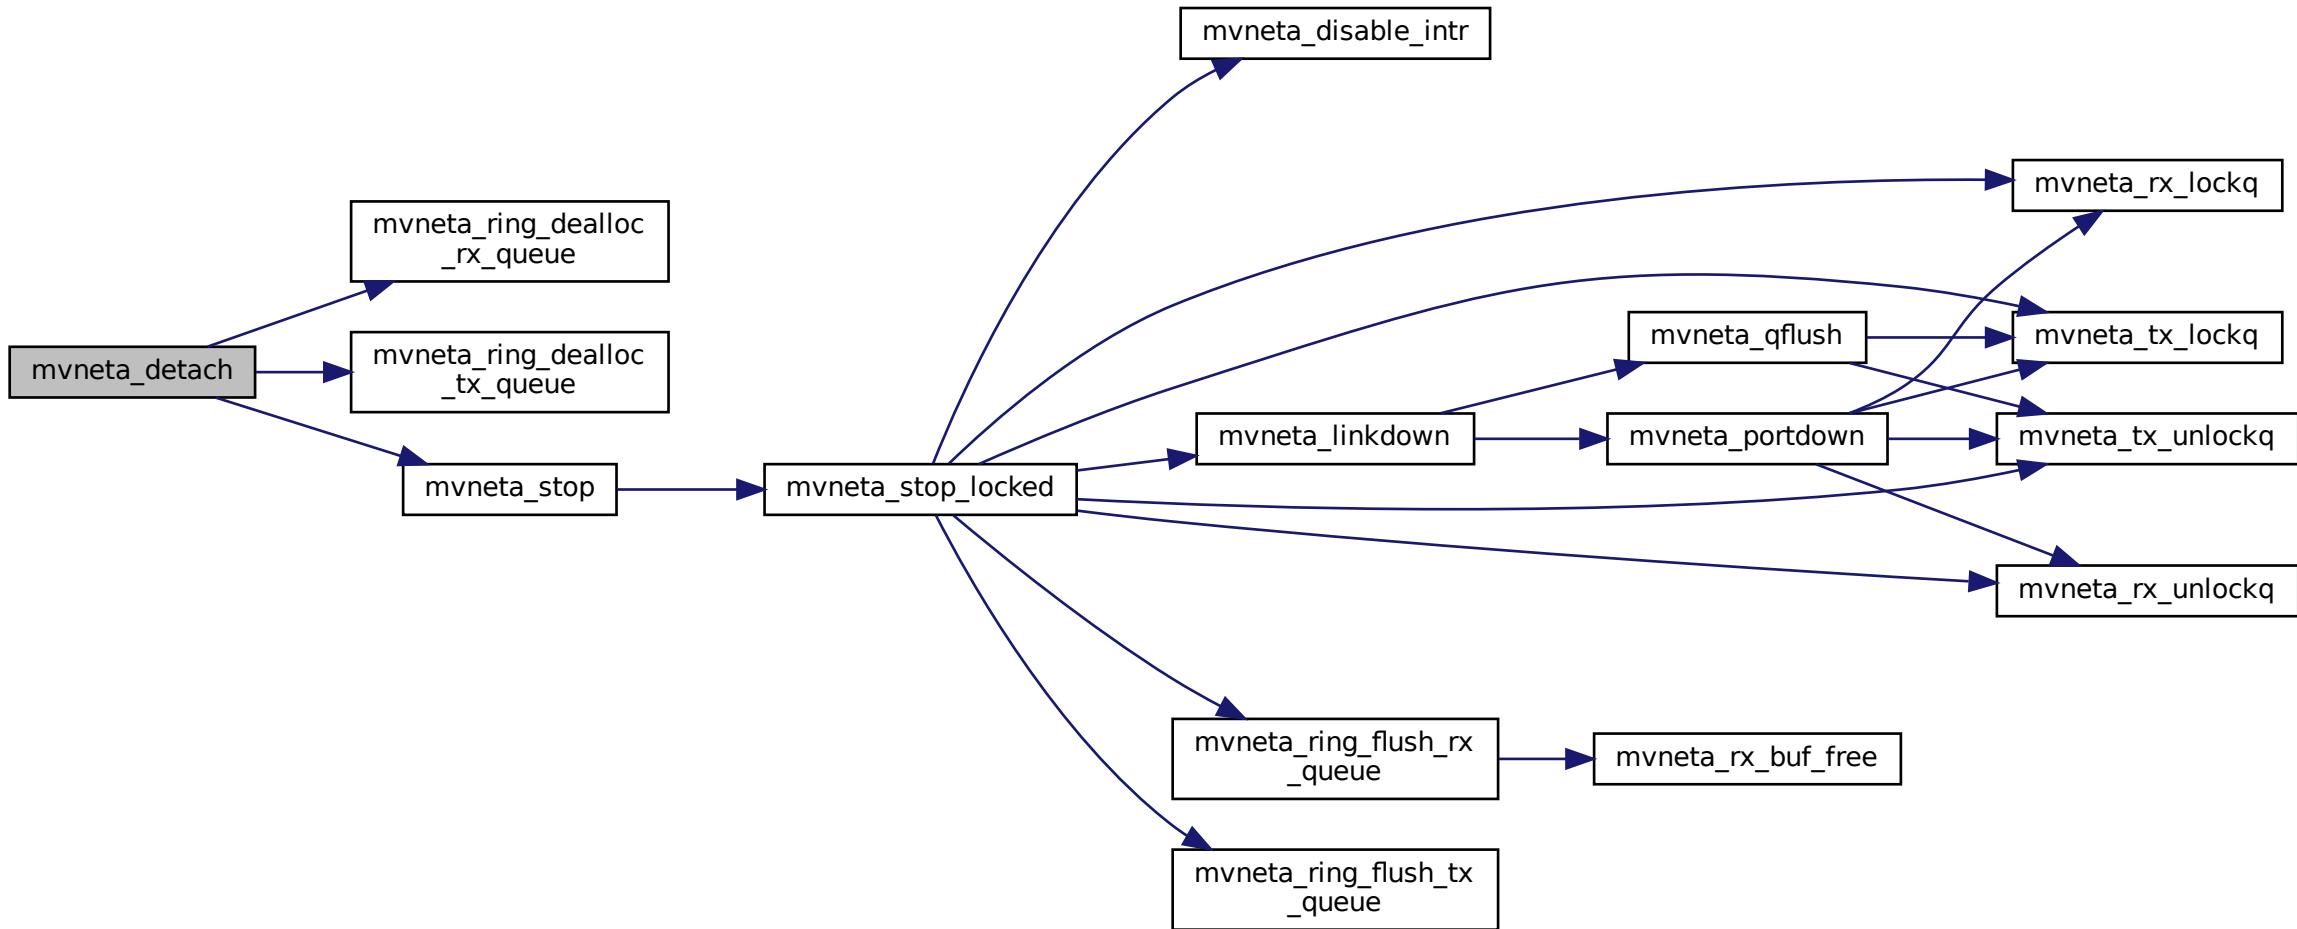 mvneta_detach
mvneta_ring_dealloc
_rx_queue
mvneta_ring_dealloc
_tx_queue
mvneta_stop
mvneta_stop_locked
mvneta_disable_intr
mvneta_linkdown
mvneta_ring_flush_rx
_queue
mvneta_ring_flush_tx
_queue
mvneta_qflush
mvneta_portdown
mvneta_rx_buf_free
mvneta_rx_lockq
mvneta_tx_lockq
mvneta_tx_unlockq
mvneta_rx_unlockq